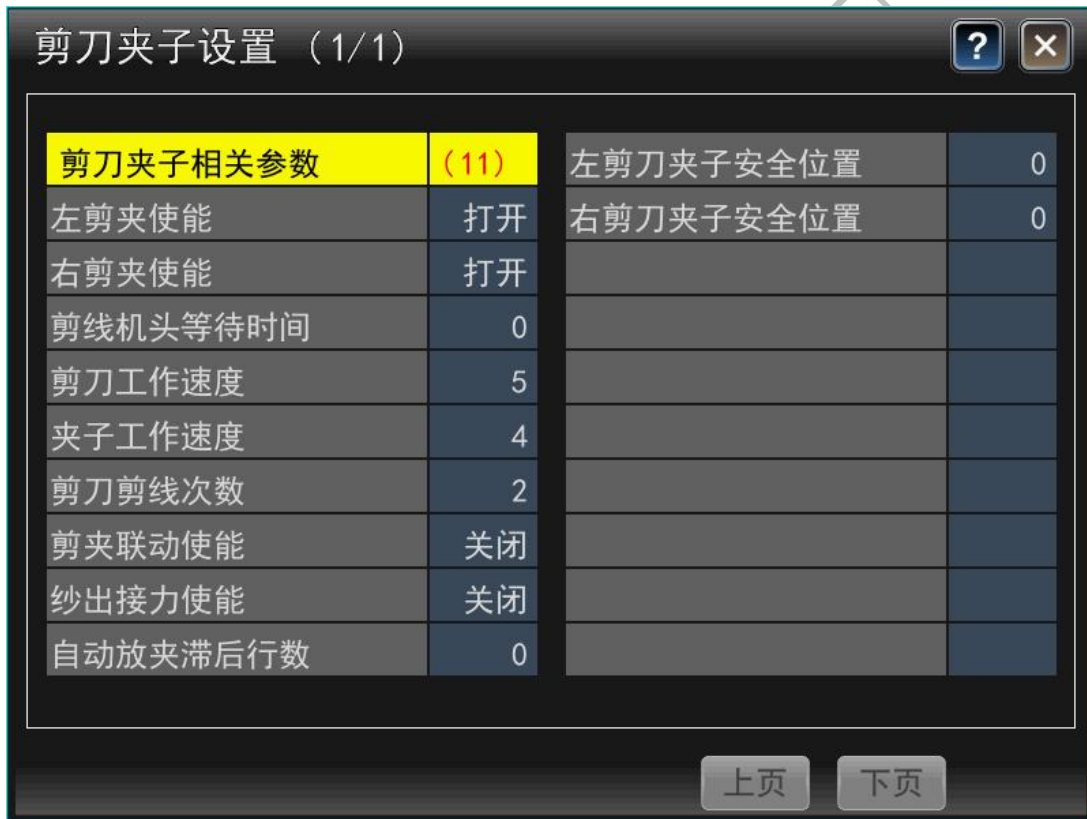 剪刀夹子设置 (1/1)
?
×
剪刀夹子相关参数 (11)
左剪夹使能 打开
右剪夹使能 打开
剪线机头等待时间 0
剪刀工作速度 5
夹子工作速度 4
剪刀剪线次数 2
剪夹联动使能 关闭
纱出接力使能 关闭
自动放夹滞后行数 0
左剪刀夹子安全位置 0
右剪刀夹子安全位置 0
上页 下页